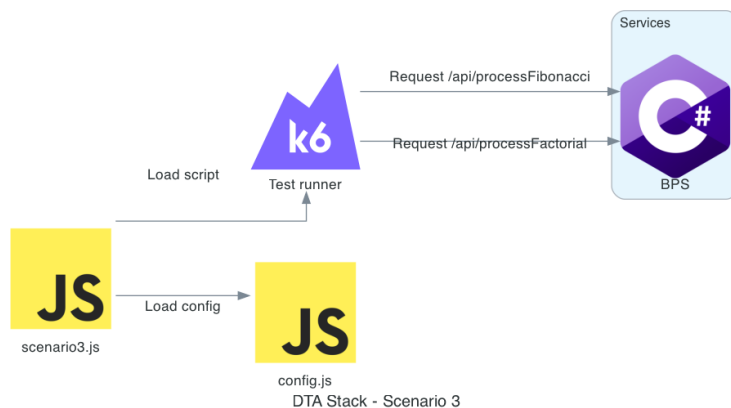 Services
Request /api/processFibonacci
C#
k6
Request /api/processFactorial
Load script
Test runner
BPS
JS
Load config
JS
scenario3.js
config.js
DTA Stack - Scenario 3